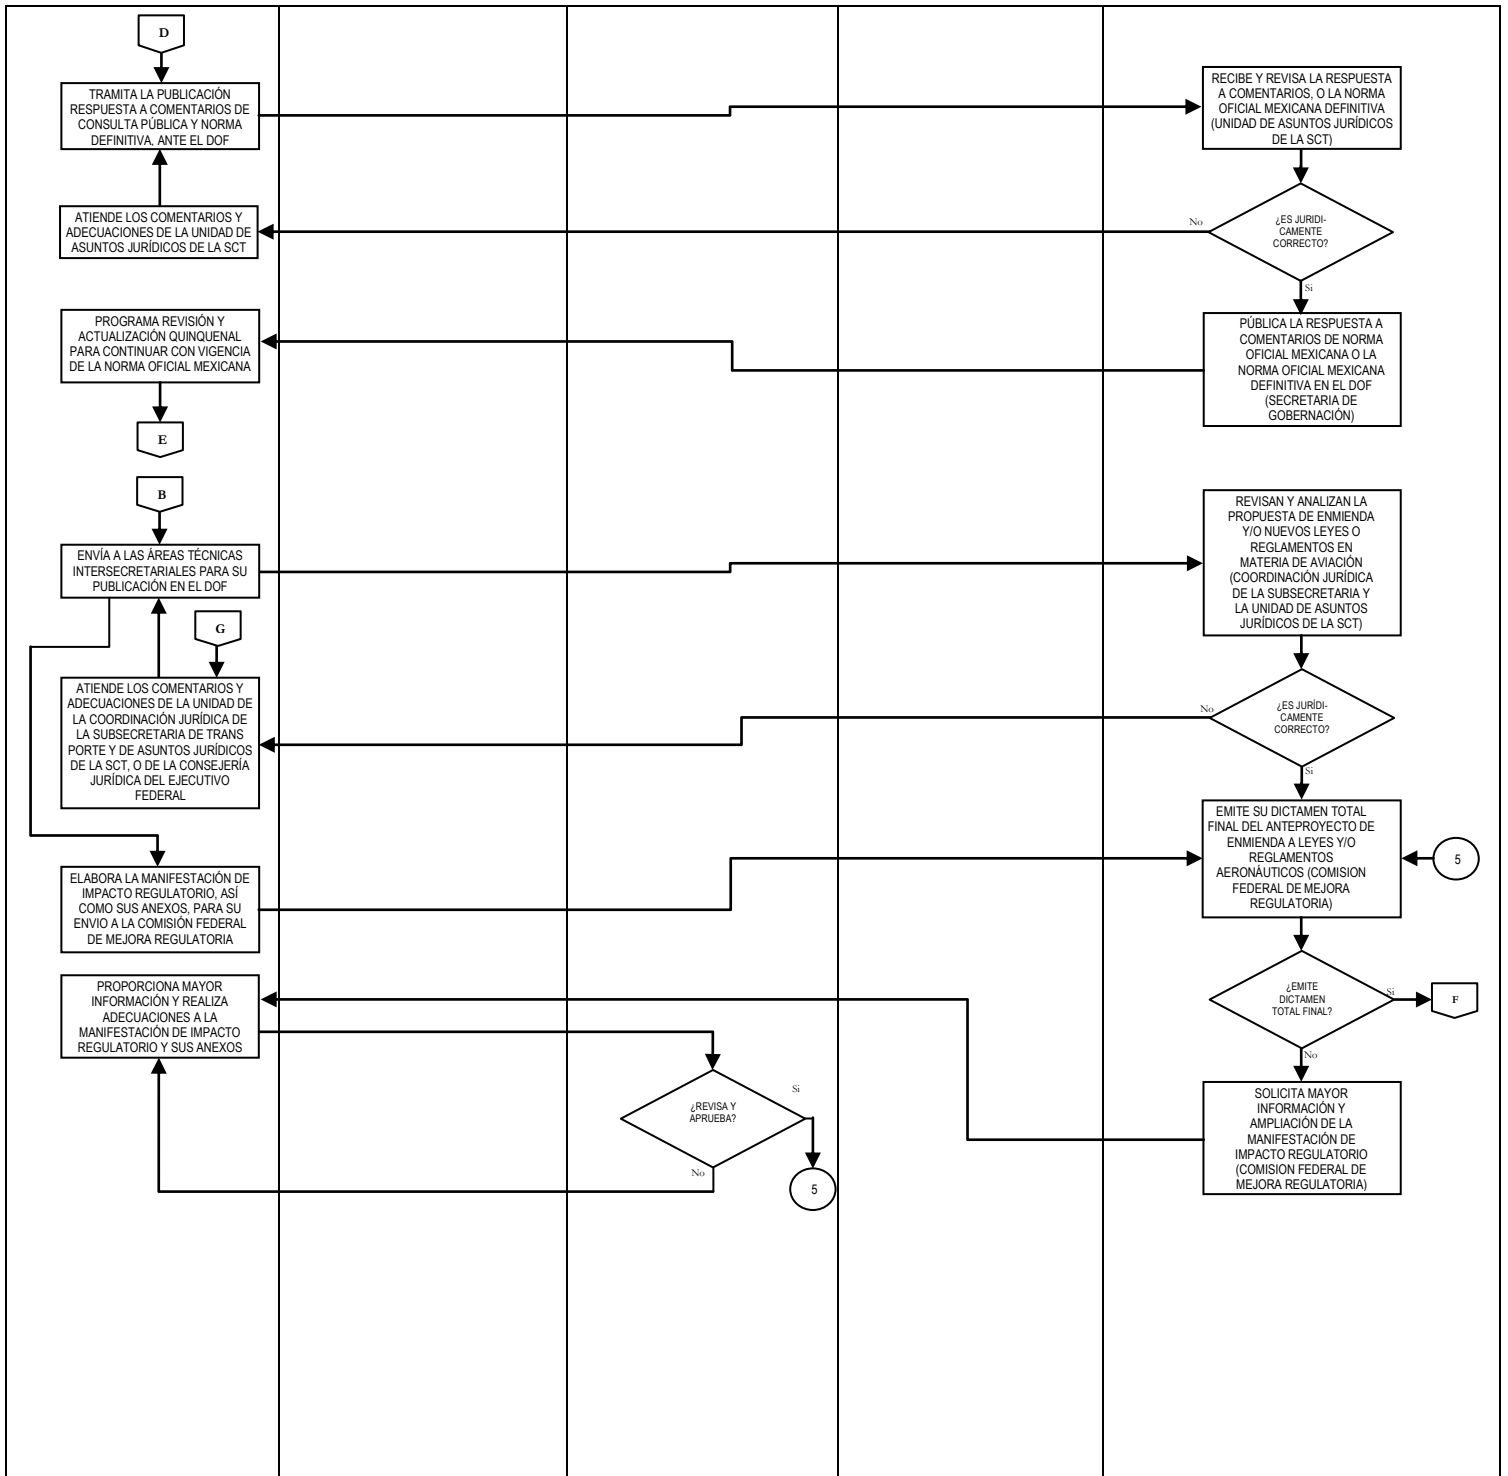 D
TRAMITA LA PUBLICACIÓN
RESPUESTA A COMENTARIOS DE
CONSULTA PÚBLICA Y NORMA
DEFINITIVA, ANTE EL DOF
RECIBE Y REVISA LA RESPUESTA
A COMENTARIOS, O LA NORMA
OFICIAL MEXICANA DEFINITIVA
(UNIDAD DE ASUNTOS JURÍDICOS
DE LA SCT)
ATIENDE LOS COMENTARIOS Y
ADECUACIONES DE LA UNIDAD DE
ASUNTOS JURÍDICOS DE LA SCT
No
¿ES JURIDI-
CAMENTE
CORRECTO?
Si
PROGRAMA REVISIÓN Y
ACTUALIZACIÓN QUINQUENAL
PARA CONTINUAR CON VIGENCIA
DE LA NORMA OFICIAL MEXICANA
PÚBLICA LA RESPUESTA A
COMENTARIOS DE NORMA
OFICIAL MEXICANA O LA
NORMA OFICIAL MEXICANA
DEFINITIVA EN EL DOF
(SECRETARIA DE
GOBERNACIÓN)
E
B
ENVÍA A LAS ÁREAS TÉCNICAS
INTERSECRETARIALES PARA SU
PUBLICACIÓN EN EL DOF
REVISAN Y ANALIZAN LA
PROPUESTA DE ENMIENDA
Y/O NUEVOS LEYES O
REGLAMENTOS EN
MATERIA DE AVIACIÓN
(COORDINACIÓN JURÍDICA
DE LA SUBSECRETARIA Y
LA UNIDAD DE ASUNTOS
JURÍDICOS DE LA SCT)
G
ATIENDE LOS COMENTARIOS Y
ADECUACIONES DE LA UNIDAD DE
LA COORDINACIÓN JURÍDICA DE
LA SUBSECRETARIA DE TRANS
PORTE Y DE ASUNTOS JURÍDICOS
DE LA SCT, O DE LA CONSEJERÍA
JURÍDICA DEL EJECUTIVO
FEDERAL
No
¿ES JURÍDI-
CAMENTE
CORRECTO?
Si
EMITE SU DICTAMEN TOTAL
FINAL DEL ANTEPROYECTO DE
ENMIENDA A LEYES Y/O
REGLAMENTOS
AERONÁUTICOS (COMISION
FEDERAL DE MEJORA
REGULATORIA)
5
ELABORA LA MANIFESTACIÓN DE
IMPACTO REGULATORIO, ASÍ
COMO SUS ANEXOS, PARA SU
ENVIO A LA COMISIÓN FEDERAL
DE MEJORA REGULATORIA
PROPORCIONA MAYOR
INFORMACIÓN Y REALIZA
ADECUACIONES A LA
MANIFESTACIÓN DE IMPACTO
REGULATORIO Y SUS ANEXOS
¿EMITE
DICTAMEN
TOTAL FINAL?
Si
F
No
¿REVISA Y
APRUEBA?
Si
No
5
SOLICITA MAYOR
INFORMACIÓN Y
AMPLIACIÓN DE LA
MANIFESTACIÓN DE
IMPACTO REGULATORIO
(COMISION FEDERAL DE
MEJORA REGULATORIA)